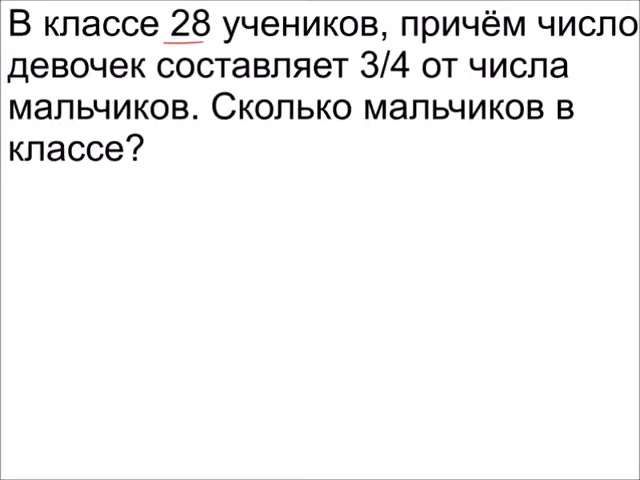 В классе 28 учеников, причём число
девочек составляет 3/4 от числа
мальчиков. Сколько мальчиков в
классе?